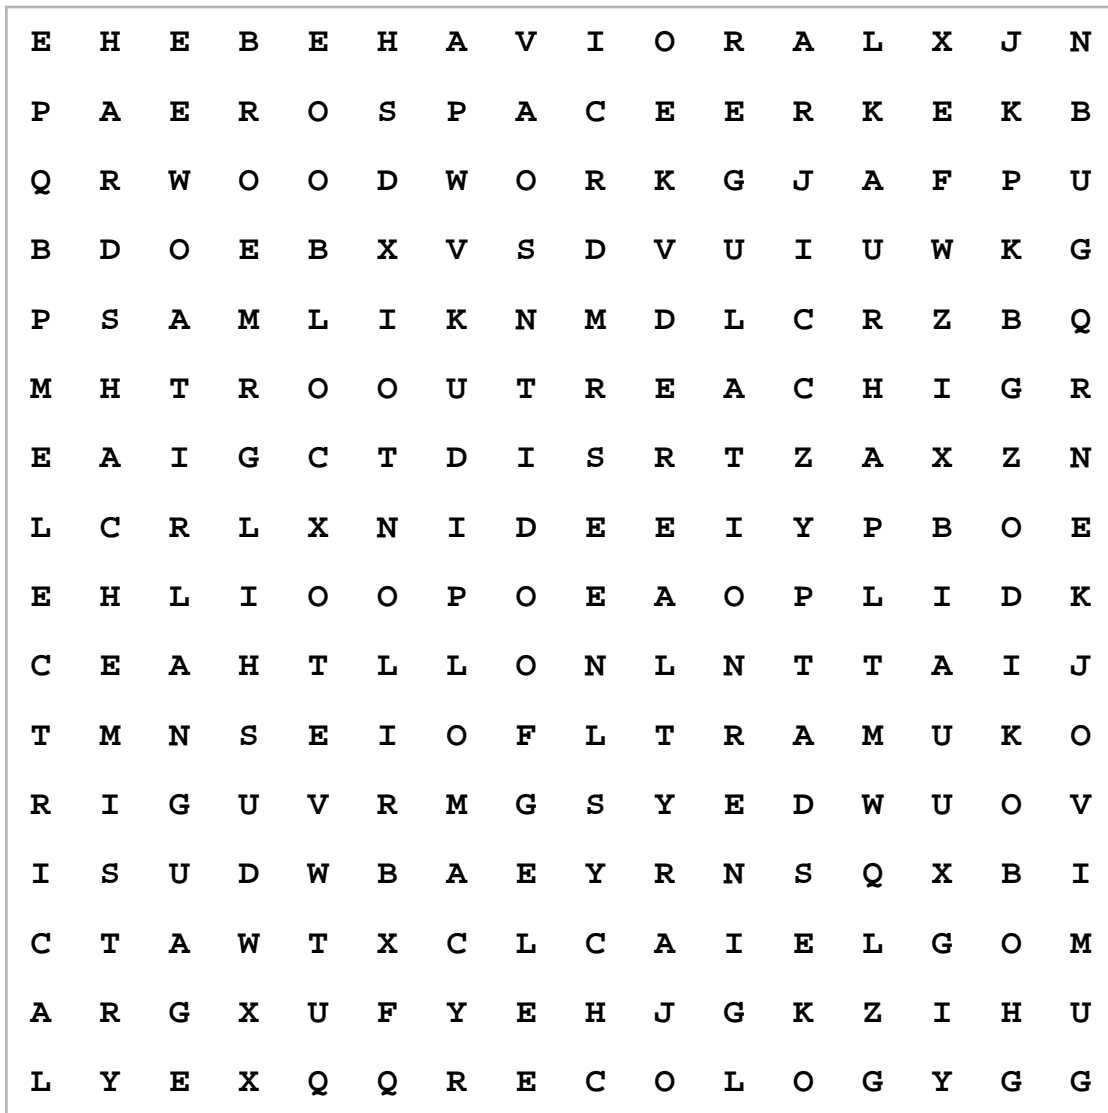 E H E B E H A V I O R A L X J N
P A E R O S P A C E E R K E K B
Q R W O O D W O R K G J A F P U
B D O E B X V S D V U I U W K G
P S A M L I K N M D L C R Z B Q
M H T R O O U T R E A C H I G R
E A I G C T D I S R T Z A X Z N
L C R L X N I D E E I Y P B O E
E H L I O O P O E A O P L I D K
C E A H T L L O N L N T T A I J
T M N S E I O F L T R A M U K O
R I G U V R M G S Y E D W U O V
I S U D W B A E Y R N S Q X B I
C T A W T X C L C A I E L G O M
A R G X U F Y E H J G K Z I H U
L Y E X Q Q R E C O L O G Y G G